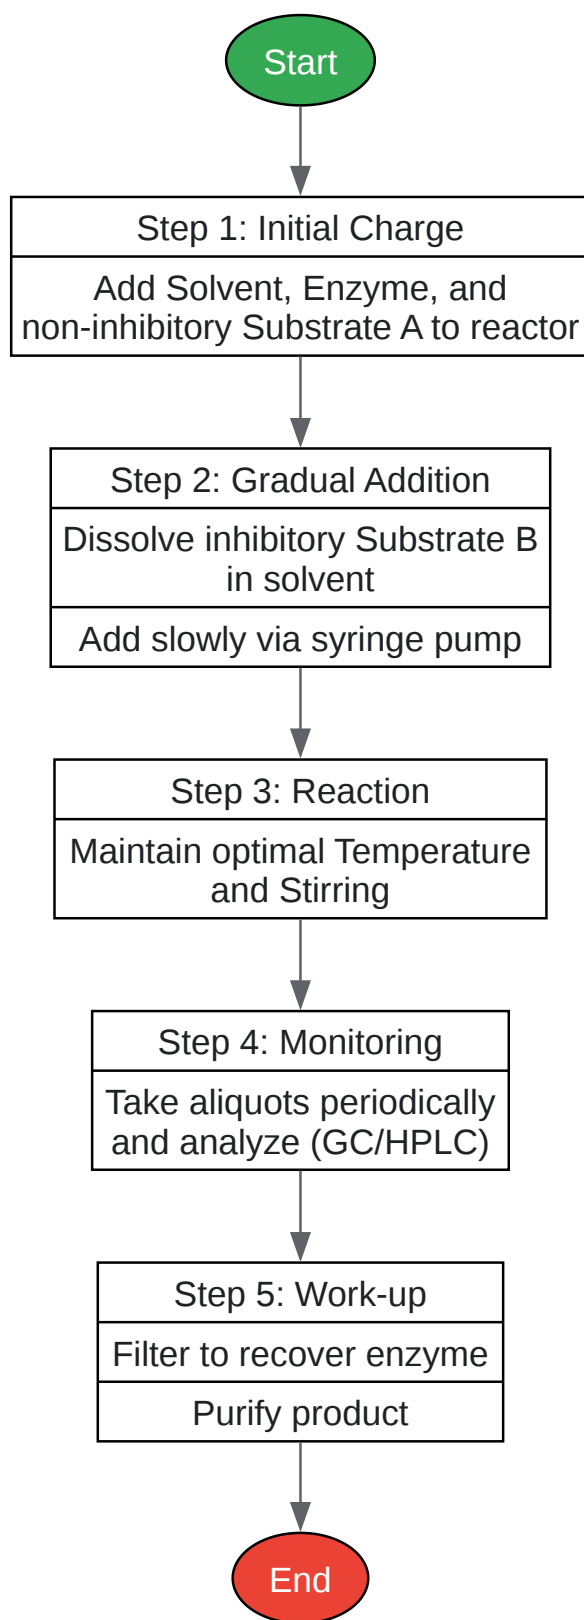 Start
Step 1: Initial Charge
Add Solvent, Enzyme, and
non-inhibitory Substrate A to reactor
Step 2: Gradual Addition
Dissolve inhibitory Substrate B
in solvent
Add slowly via syringe pump
Step 3: Reaction
Maintain optimal Temperature
and Stirring
Step 4: Monitoring
Take aliquots periodically
and analyze (GC/HPLC)
Step 5: Work-up
Filter to recover enzyme
Purify product
End